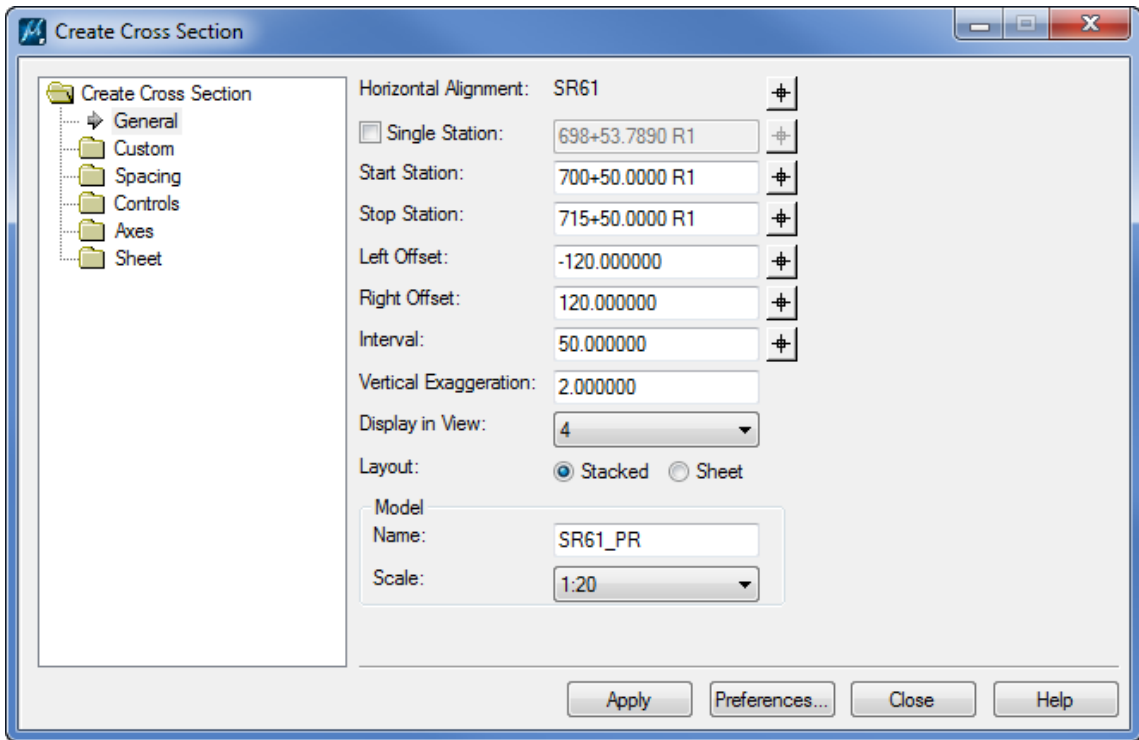 Create Cross Section
Create Cross Section
General
Custom
Spacing
Controls
Axes
Sheet
Horizontal Alignment: SR61
Single Station: 698+53.7890 R1
Start Station: 700+50.0000 R1
Stop Station: 715+50.0000 R1
Left Offset: -120.000000
Right Offset: 120.000000
Interval: 50.000000
Vertical Exaggeration: 2.000000
Display in View: 4
Layout: Stacked Sheet
Model
Name: SR61_PR
Scale: 1:20
Apply Preferences... Close Help